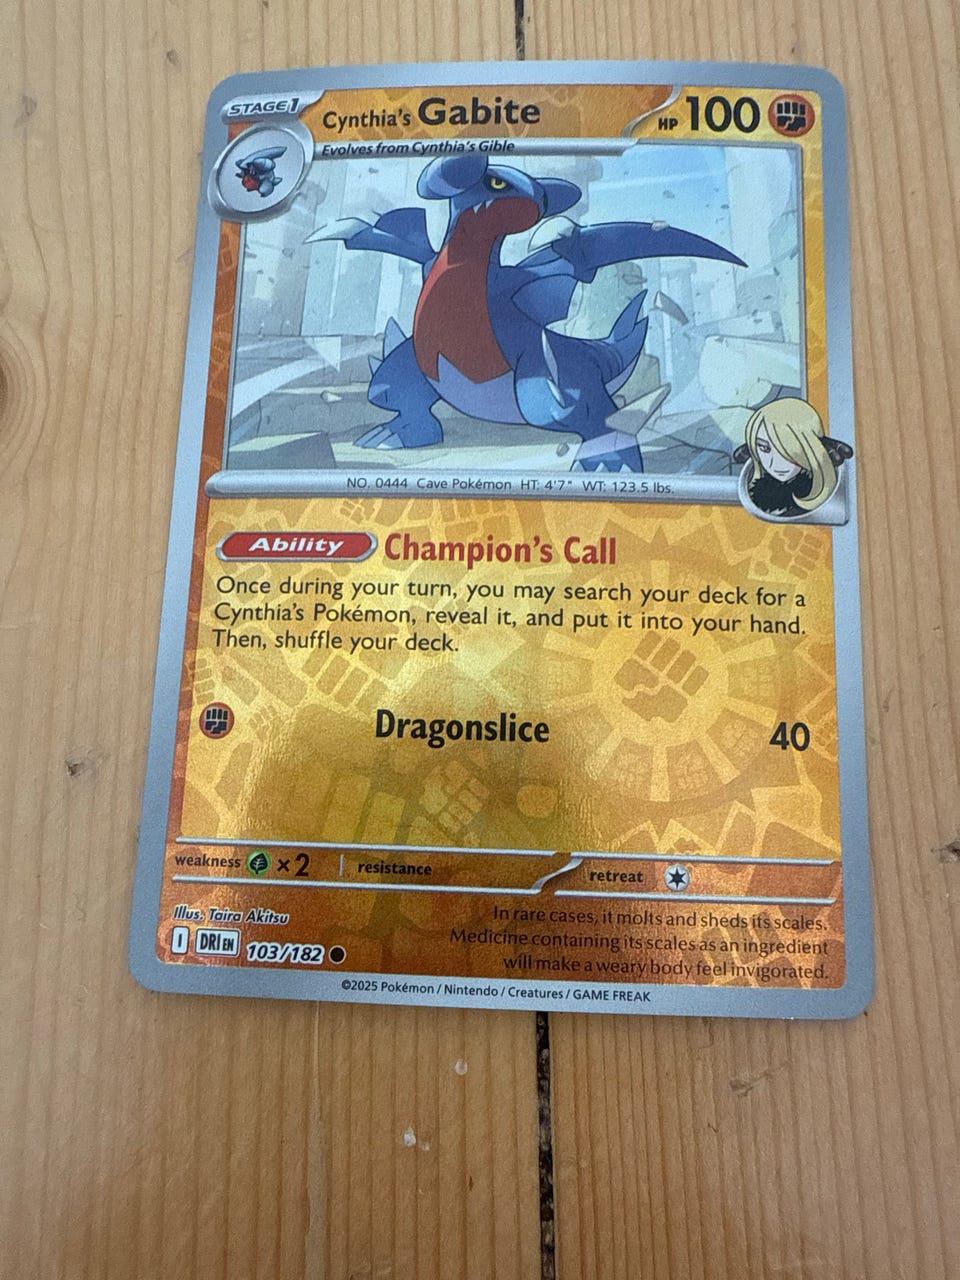 STAGE 1
Cynthia's Gabite
HP 100
Evolves from Cynthia's Gible
NO. 0444 Cave Pokémon HT: 4'7" WT: 123.5 lbs.
Ability Champion's Call
Once during your turn, you may search your deck for a
Cynthia's Pokémon, reveal it, and put it into your hand.
Then, shuffle your deck.
Dragonslice 40
weakness ×2 resistance
retreat
Illus. Taira Akitsu
In rare cases, it molts and sheds its scales.
Medicine containing its scales as an ingredient
will make a weary body feel invigorated.
I DRI EN 103/182
©2025 Pokémon / Nintendo / Creatures / GAME FREAK